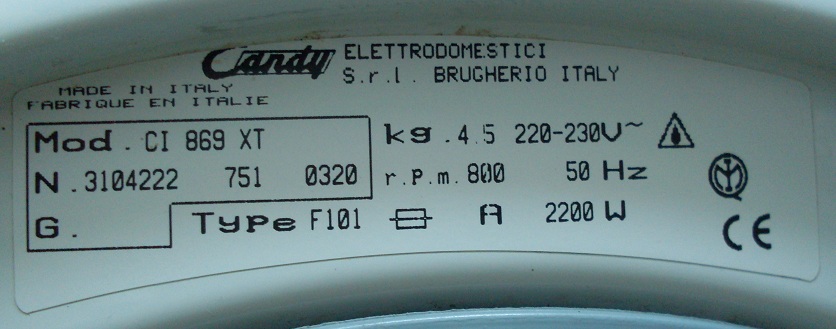 Candy ELETTRODOMESTICI
S.r.l. BRUGHERIO ITALY
MADE IN ITALY
FABRIQUE EN ITALIE
Mod. CI 869 XT kg. 4.5 220-230V~
N. 3104222 751 0320 r.p.m. 800 50 Hz
G. Type F101 A 2200 W
CE